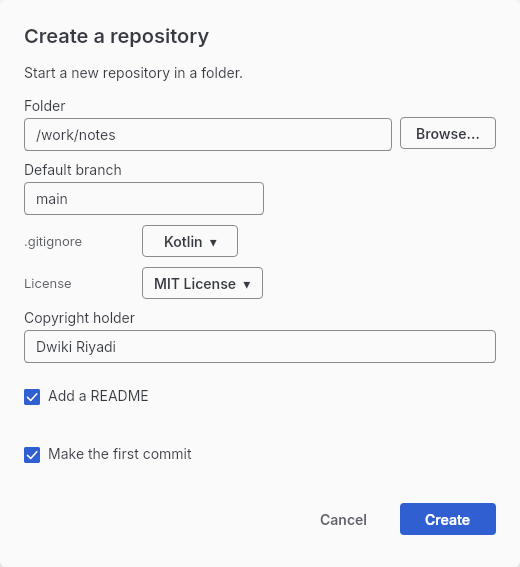 Create a repository
Start a new repository in a folder.
Folder
/work/notes
Browse...
Default branch
main
.gitignore
Kotlin ▾
License
MIT License ▾
Copyright holder
Dwiki Riyadi
Add a README
Make the first commit
Cancel
Create